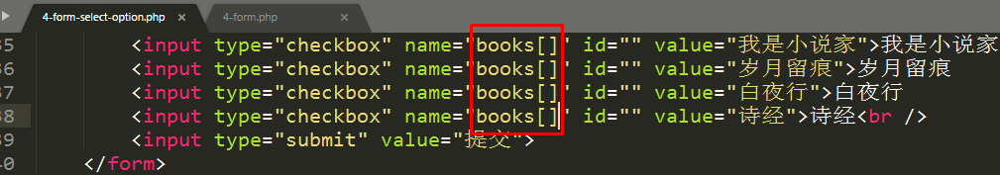 4-form-select-option.php × 4-form.php ×
35 <input type="checkbox" name="books[]" id="" value="我是小说家">我是小说家
36 <input type="checkbox" name="books[]" id="" value="岁月留痕">岁月留痕
37 <input type="checkbox" name="books[]" id="" value="白夜行">白夜行
38 <input type="checkbox" name="books[]" id="" value="诗经">诗经<br />
39 <input type="submit" value="提交">
40 </form>